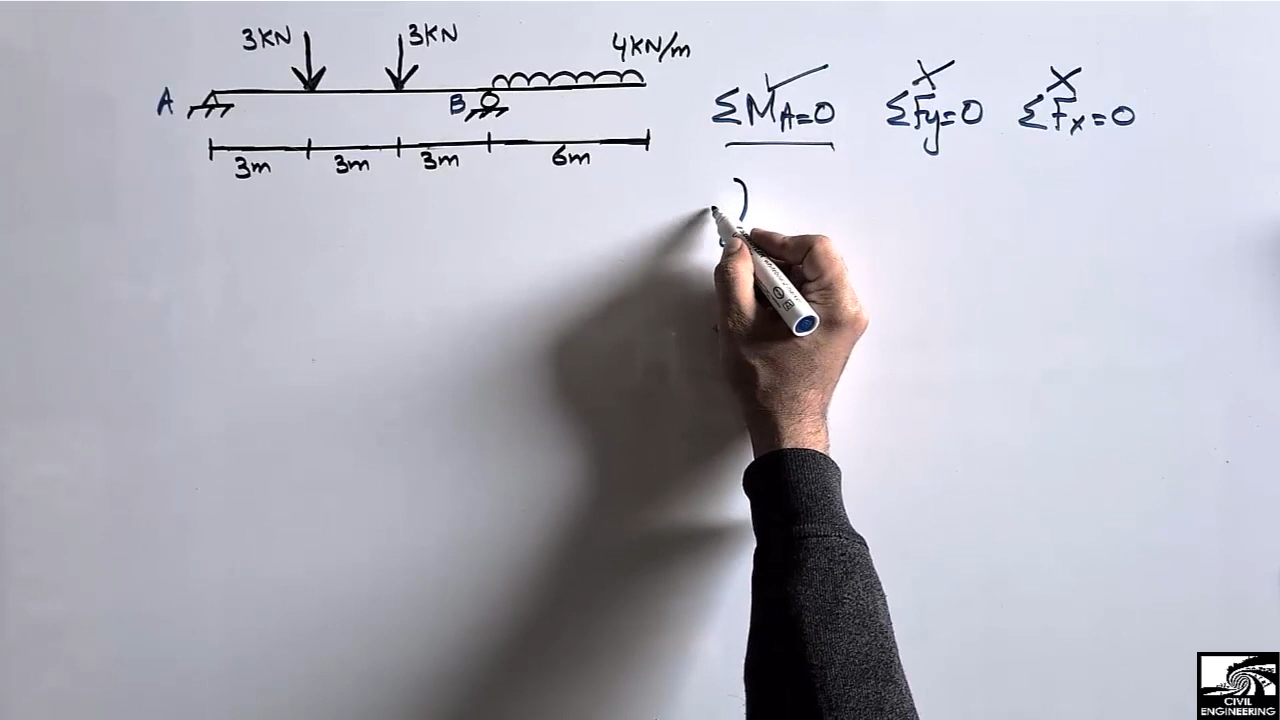 3KN 3KN 4KN/m
A B
3m 3m 3m 6m
ΣMA=0 ΣFy=0 ΣFx=0
)
CIVIL
ENGINEERING